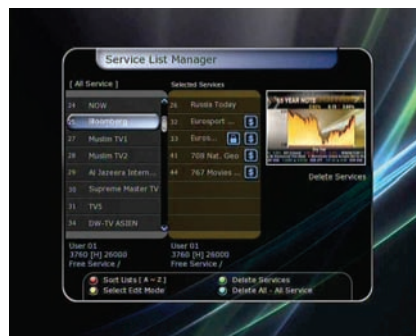 Service List Manager
[ All Service ]
Selected Services
24 NOW
25 Bloomberg
27 Muslim TV1
28 Muslim TV2
29 Al Jazeera Intern...
30 Supreme Master TV
31 TV5
34 DW-TV ASIEN
26 Russia Today
32 Eurosport ... $
33 Euros... $
41 708 Nat. Geo $
44 767 Movies ... $
YEAR NOTE
Delete Services
User 01
3760 [H] 26000
Free Service /
User 01
3760 [H] 26000
Free Service /
Sort Lists [ A ~ Z ]
Delete Services
Select Edit Mode
Delete All - All Service